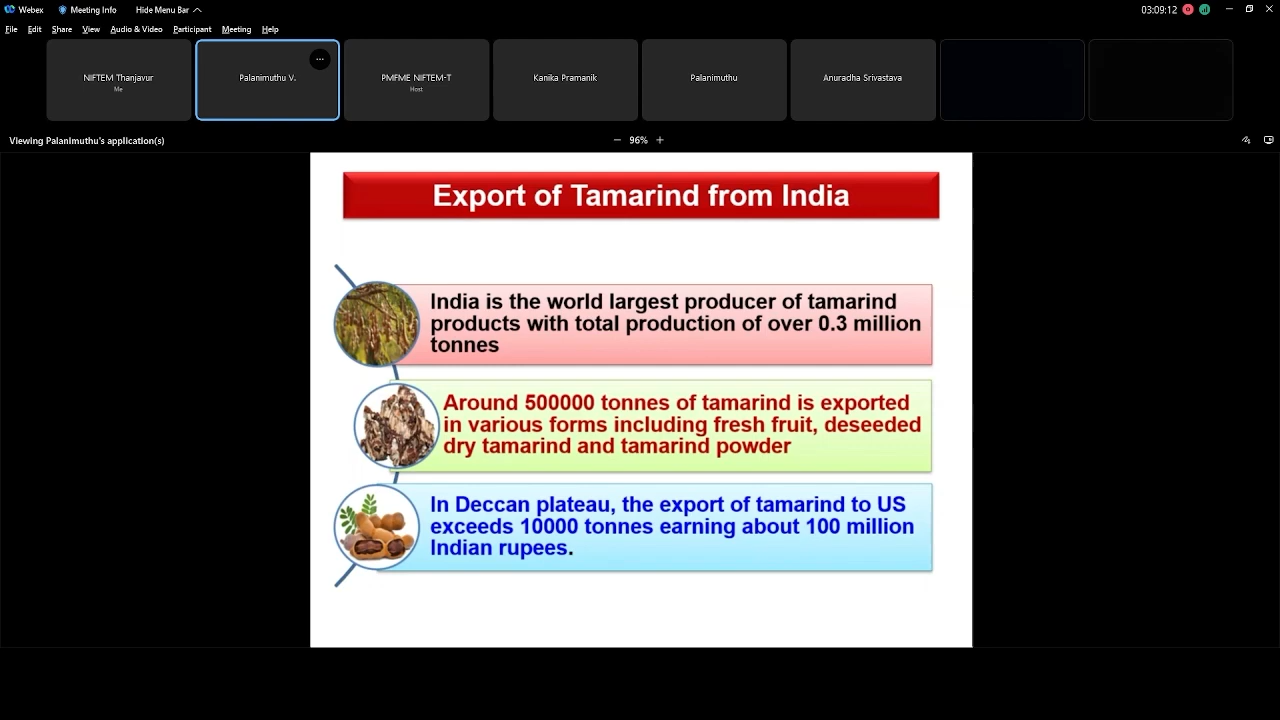 Webex Meeting Info Hide Menu Bar 03:09:12
File Edit Share View Audio & Video Participant Meeting Help
NIFTEM Thanjavur
Me
Palanimuthu V.
PMFME NIFTEM-T
Host
Kanika Pramanik
Palanimuthu
Anuradha Srivastava
Viewing Palanimuthu's application(s) 96%
Export of Tamarind from India
India is the world largest producer of tamarind
products with total production of over 0.3 million
tonnes
Around 500000 tonnes of tamarind is exported
in various forms including fresh fruit, deseeded
dry tamarind and tamarind powder
In Deccan plateau, the export of tamarind to US
exceeds 10000 tonnes earning about 100 million
Indian rupees.